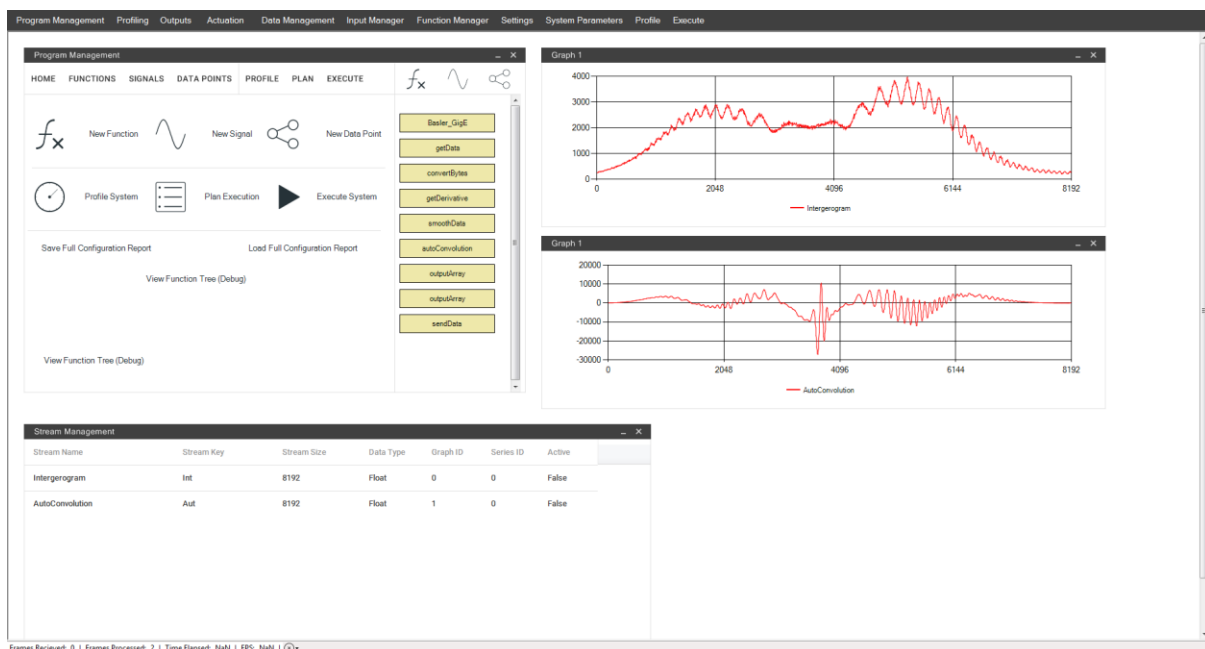 Program Management Profiling Outputs Actuation Data Management Input Manager Function Manager Settings System Parameters Profile Execute
Program Management
HOME FUNCTIONS SIGNALS DATA POINTS PROFILE PLAN EXECUTE
New Function New Signal New Data Point
Profile System Plan Execution Execute System
Save Full Configuration Report Load Full Configuration Report
View Function Tree (Debug)
View Function Tree (Debug)
Basler_GigE
getData
convertBytes
getDerivative
smoothData
autoConvolution
outputArray
outputArray
sendData
Graph 1
4000
3000
2000
1000
0
0 2048 4096 6144 8192
Intergerogram
Graph 1
20000
10000
0
-10000
-20000
-30000
0 2048 4096 6144 8192
AutoConvolution
Stream Management
Stream Name Stream Key Stream Size Data Type Graph ID Series ID Active
Intergerogram Int 8192 Float 0 0 False
AutoConvolution Aut 8192 Float 1 0 False
Frames Recieved: 0 | Frames Processed: 2 | Time Elapsed: NaN | FPS: NaN |